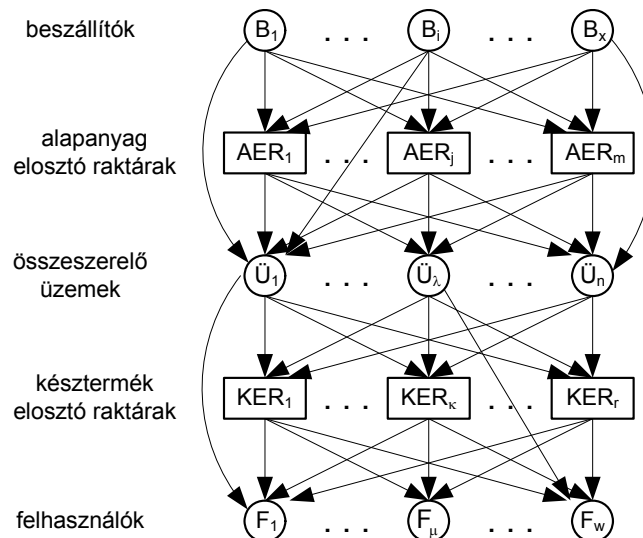 beszállítók B1 . . . Bi . . . Bx
alapanyag
elosztó raktárak AER1 . . . AERj . . . AERm
összeszerelő
üzemek Ü1 . . . Üλ . . . Ün
késztermék
elosztó raktárak KER1 . . . KERκ . . . KERr
felhasználók F1 . . . Fμ . . . Fw